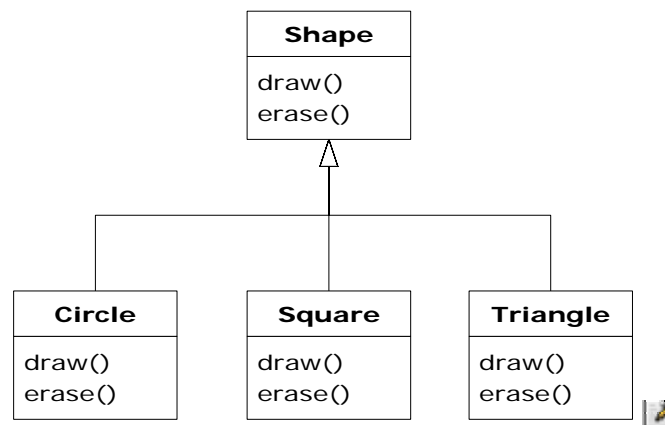 Shape
draw()
erase()
Circle
draw()
erase()
Square
draw()
erase()
Triangle
draw()
erase()